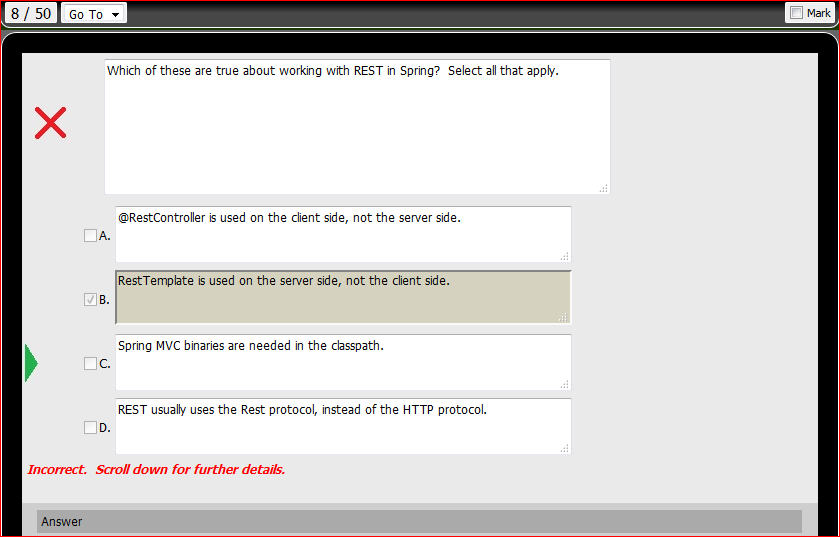 8 / 50 Go To Mark
Which of these are true about working with REST in Spring?  Select all that apply.
A. @RestController is used on the client side, not the server side.
B. RestTemplate is used on the server side, not the client side.
C. Spring MVC binaries are needed in the classpath.
D. REST usually uses the Rest protocol, instead of the HTTP protocol.
Incorrect.  Scroll down for further details.
Answer